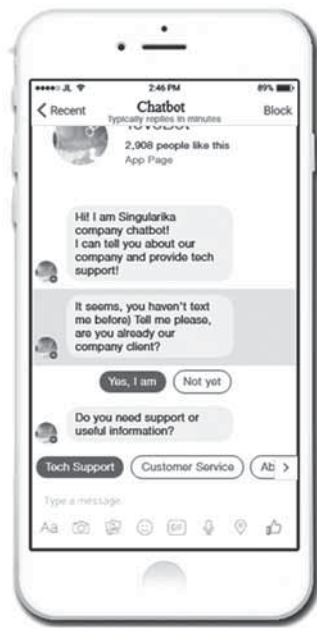 JL 2:46 PM 89%
Recent Chatbot Block
Typically replies in minutes
2,908 people like this
App Page
Hi! I am Singularika
company chatbot!
I can tell you about our
company and provide tech
support!
It seems, you haven't text
me before) Tell me please,
are you already our
company client?
Yes, I am Not yet
Do you need support or
useful information?
Tech Support Customer Service Ab
Type a message
Aa GIF